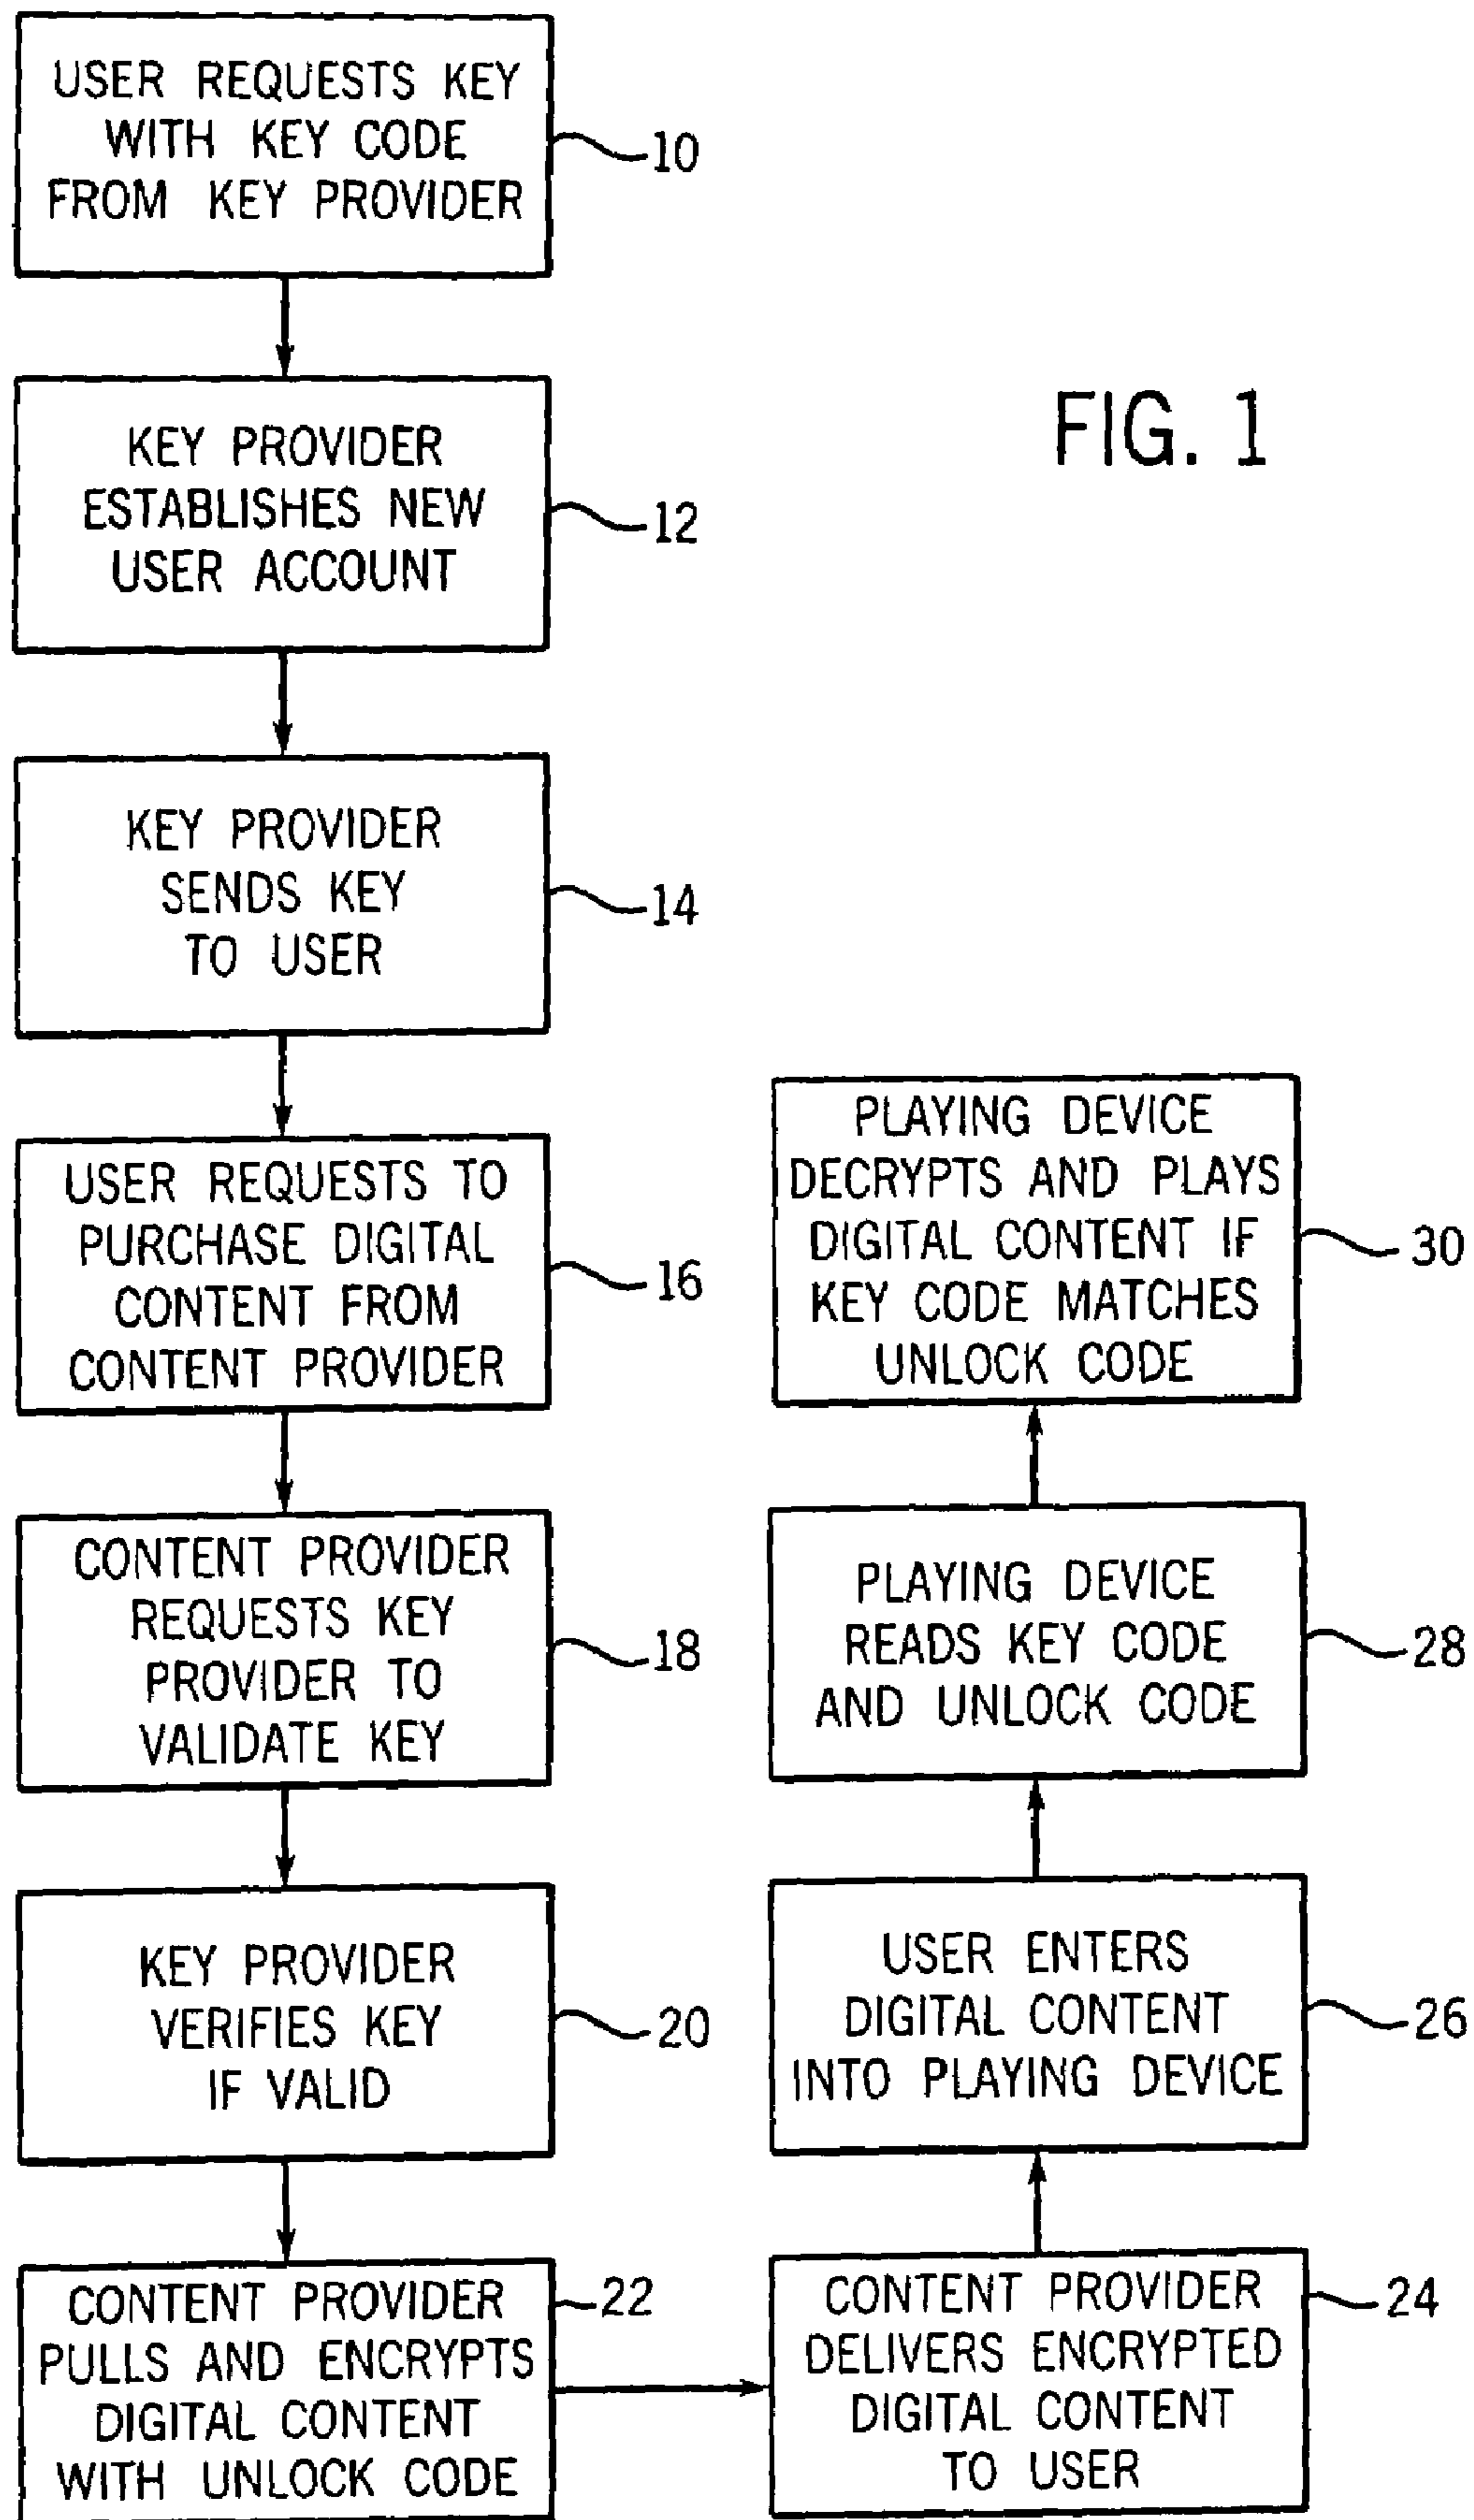 USER REQUESTS KEY
WITH KEY CODE
FROM KEY PROVIDER
10
KEY PROVIDER
ESTABLISHES NEW
USER ACCOUNT
12
FIG. 1
KEY PROVIDER
SENDS KEY
TO USER
14
USER REQUESTS TO
PURCHASE DIGITAL
CONTENT FROM
CONTENT PROVIDER
16
CONTENT PROVIDER
REQUESTS KEY
PROVIDER TO
VALIDATE KEY
18
KEY PROVIDER
VERIFIES KEY
IF VALID
20
CONTENT PROVIDER
PULLS AND ENCRYPTS
DIGITAL CONTENT
WITH UNLOCK CODE
22
CONTENT PROVIDER
DELIVERS ENCRYPTED
DIGITAL CONTENT
TO USER
24
USER ENTERS
DIGITAL CONTENT
INTO PLAYING DEVICE
26
PLAYING DEVICE
READS KEY CODE
AND UNLOCK CODE
28
PLAYING DEVICE
DECRYPTS AND PLAYS
DIGITAL CONTENT IF
KEY CODE MATCHES
UNLOCK CODE
30